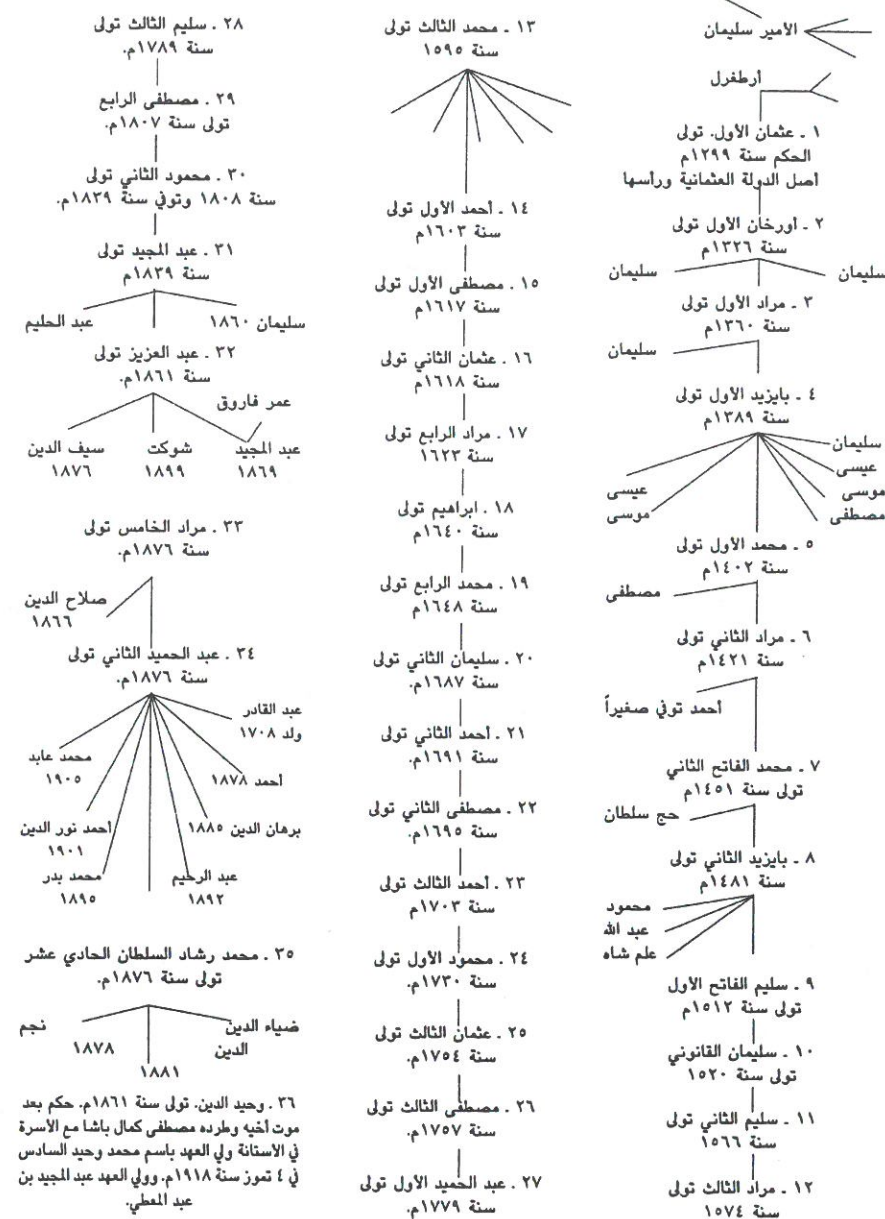 الأمير سليمان
أرطغرل
١ ـ عثمان الأول. تولى
الحكم سنة ١٢٩٩م
أصل الدولة العثمانية ورأسها
٢ ـ أورخان الأول تولى
سنة ١٣٢٦م
سليمان
سليمان
٣ ـ مراد الأول تولى
سنة ١٣٦٠م
سليمان
٤ ـ بايزيد الأول تولى
سنة ١٣٨٩م
سليمان
عيسى
موسى
مصطفى
عيسى
موسى
٥ ـ محمد الأول تولى
سنة ١٤٠٢م
مصطفى
٦ ـ مراد الثاني تولى
سنة ١٤٢١م
أحمد توفي صغيراً
٧ ـ محمد الفاتح الثاني
تولى سنة ١٤٥١م
حج سلطان
٨ ـ بايزيد الثاني تولى
سنة ١٤٨١م
محمود
عبد الله
علم شاه
٩ ـ سليم الفاتح الأول
تولى سنة ١٥١٢م
١٠ ـ سليمان القانوني
تولى سنة ١٥٢٠
١١ ـ سليم الثاني تولى
سنة ١٥٦٦
١٢ ـ مراد الثالث تولى
سنة ١٥٧٤
١٣ . محمد الثالث تولى
سنة ١٥٩٥
١٤ . أحمد الأول تولى
سنة ١٦٠٣م
١٥ . مصطفى الأول تولى
سنة ١٦١٧م
١٦ . عثمان الثاني تولى
سنة ١٦١٨م
١٧ . مراد الرابع تولى
سنة ١٦٢٣
١٨ . ابراهيم تولى
سنة ١٦٤٠م
١٩ . محمد الرابع تولى
سنة ١٦٤٨م
٢٠ . سليمان الثاني تولى
سنة ١٦٨٧م
٢١ . أحمد الثاني تولى
سنة ١٦٩١م
٢٢ . مصطفى الثاني تولى
سنة ١٦٩٥م.
٢٣ . أحمد الثالث تولى
سنة ١٧٠٣م
٢٤ . محمود الأول تولى
سنة ١٧٣٠م.
٢٥ . عثمان الثالث تولى
سنة ١٧٥٤م.
٢٦ . مصطفى الثالث تولى
سنة ١٧٥٧م.
٢٧ . عبد الحميد الأول تولى
سنة ١٧٧٩م.
٢٨ . سليم الثالث تولى
سنة ١٧٨٩م.
٢٩ . مصطفى الرابع
تولى سنة ١٨٠٧م.
٣٠ . محمود الثاني تولى
سنة ١٨٠٨ وتوفي سنة ١٨٣٩م.
٣١ . عبد المجيد تولى
سنة ١٨٣٩م
سليمان ١٨٦٠
عبد الحليم
٣٢ . عبد العزيز تولى
سنة ١٨٦١م.
عمر فاروق
عبد المجيد
١٨٦٩
شوكت
١٨٩٩
سيف الدين
١٨٧٦
٣٣ . مراد الخامس تولى
سنة ١٨٧٦م.
صلاح الدين
١٨٦٦
٣٤ . عبد الحميد الثاني تولى
سنة ١٨٧٦م.
عبد القادر
ولد ١٧٠٨
أحمد ١٨٧٨
برهان الدين ١٨٨٥
عبد الرحيم
١٨٩٢
محمد عابد
١٩٠٥
أحمد نور الدين
١٩٠١
محمد بدر
١٨٩٥
٣٥ . محمد رشاد السلطان الحادي عشر
تولى سنة ١٨٧٦م.
ضياء الدين
نجم
الدين
١٨٧٨
١٨٨١
٣٦ . وحيد الدين. تولى سنة ١٨٦١م. حكم بعد
موت أخيه وطرده مصطفى كمال باشا مع الأسرة
في الآستانة ولي العهد باسم محمد وحيد السادس
في ٤ تموز سنة ١٩١٨م. وولي العهد عبد المجيد بن
عبد المعطي.